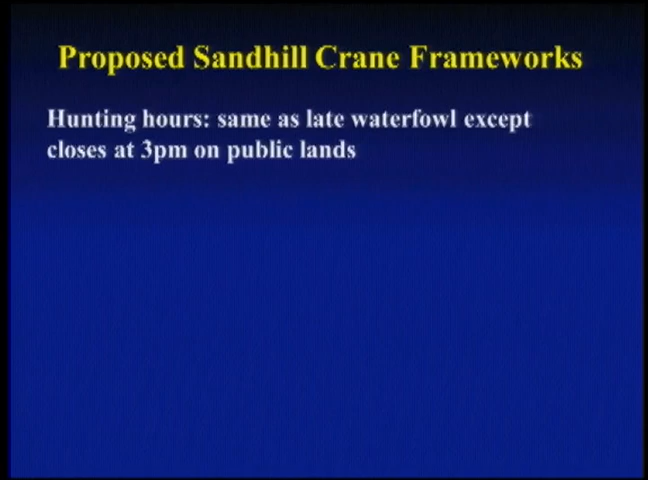 Proposed Sandhill Crane Frameworks
Hunting hours: same as late waterfowl except
closes at 3pm on public lands